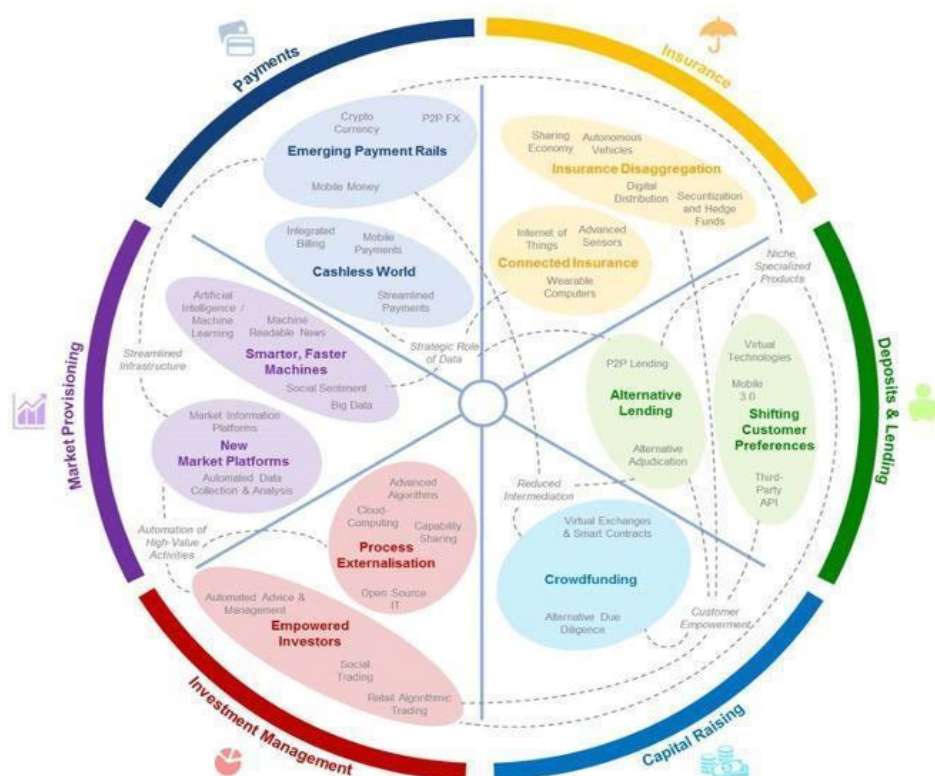 Payments
Insurance
Crypto
Currency
P2P FX
Emerging Payment Rails
Mobile Money
Sharing
Economy
Autonomous
Vehicles
Insurance Disaggregation
Digital
Distribution
Securitization
and Hedge
Funds
Integrated
Billing
Mobile
Payments
Cashless World
Streamlined
Payments
Internet of
Things
Advanced
Sensors
Connected Insurance
Wearable
Computers
Niche,
Specialized
Products
Artificial
Intelligence /
Machine
Learning
Machine
Readable News
Smarter, Faster
Machines
Social Sentiment
Big Data
Strategic Role
of Data
Streamlined
Infrastructure
Market Provisioning
Deposits & Lending
P2P Lending
Alternative
Lending
Alternative
Adjudication
Virtual
Technologies
Mobile
3.0
Shifting
Customer
Preferences
Third-
Party
API
Market Information
Platforms
New
Market Platforms
Automated Data
Collection & Analysis
Automation of
High-Value
Activities
Advanced
Algorithms
Cloud-
Computing
Capability
Sharing
Process
Externalisation
Open Source
IT
Reduced
Intermediation
Virtual Exchanges
& Smart Contracts
Crowdfunding
Alternative Due
Diligence
Customer
Empowerment
Automated Advice &
Management
Empowered
Investors
Social
Trading
Retail Algorithmic
Trading
Investment Management
Capital Raising